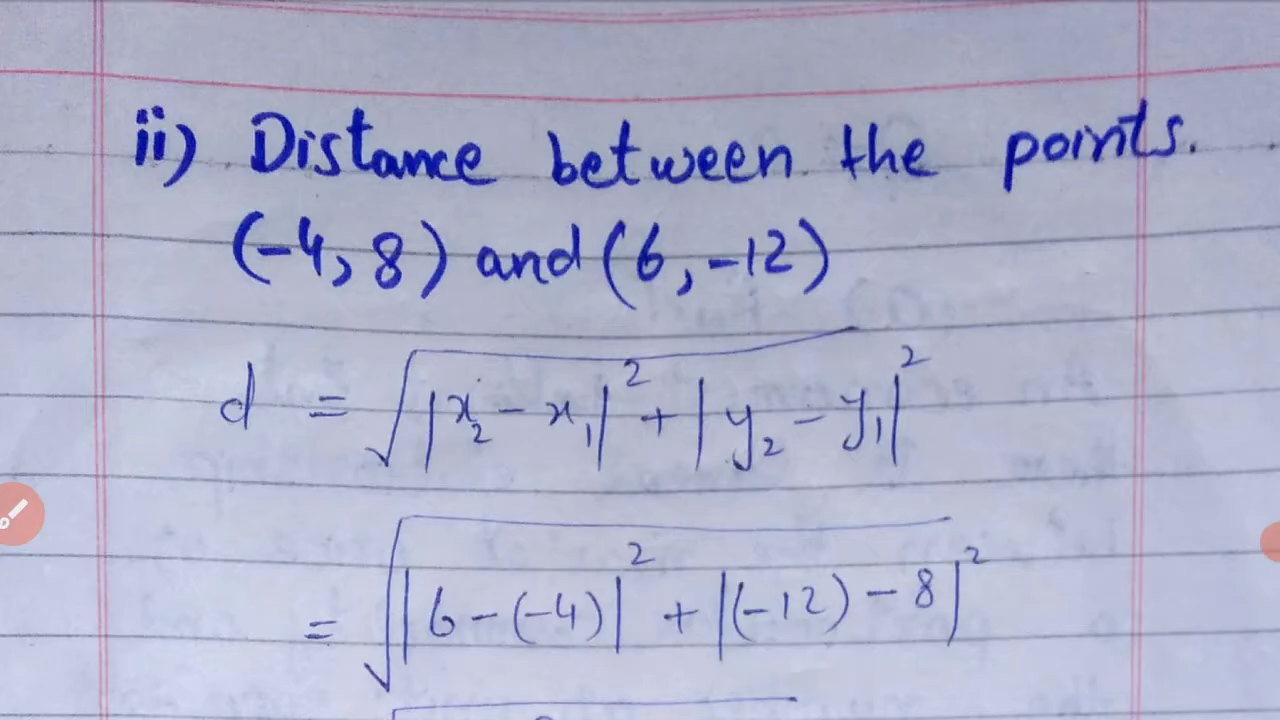 ii) Distance between the points.
(-4, 8) and (6, -12)
d = √|x₂ - x₁|² + |y₂ - y₁|²
= √|6 - (-4)|² + |(-12) - 8|²